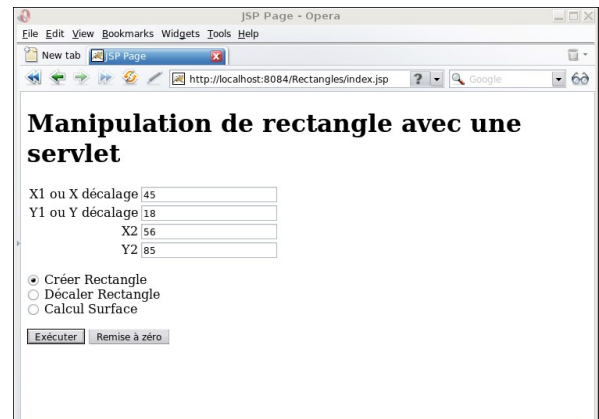 JSP Page - Opera
File Edit View Bookmarks Widgets Tools Help
New tab JSP Page
http://localhost:8084/Rectangles/index.jsp ? Google
Manipulation de rectangle avec une
servlet
X1 ou X décalage 45
Y1 ou Y décalage 18
X2 56
Y2 85
Créer Rectangle
Décaler Rectangle
Calcul Surface
Exécuter Remise à zéro